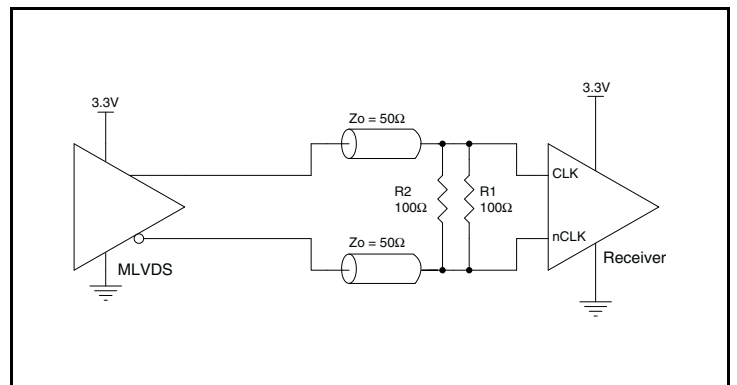 3.3V
3.3V
Zo = 50Ω
CLK
R2
100Ω
R1
100Ω
nCLK
Zo = 50Ω
MLVDS
Receiver